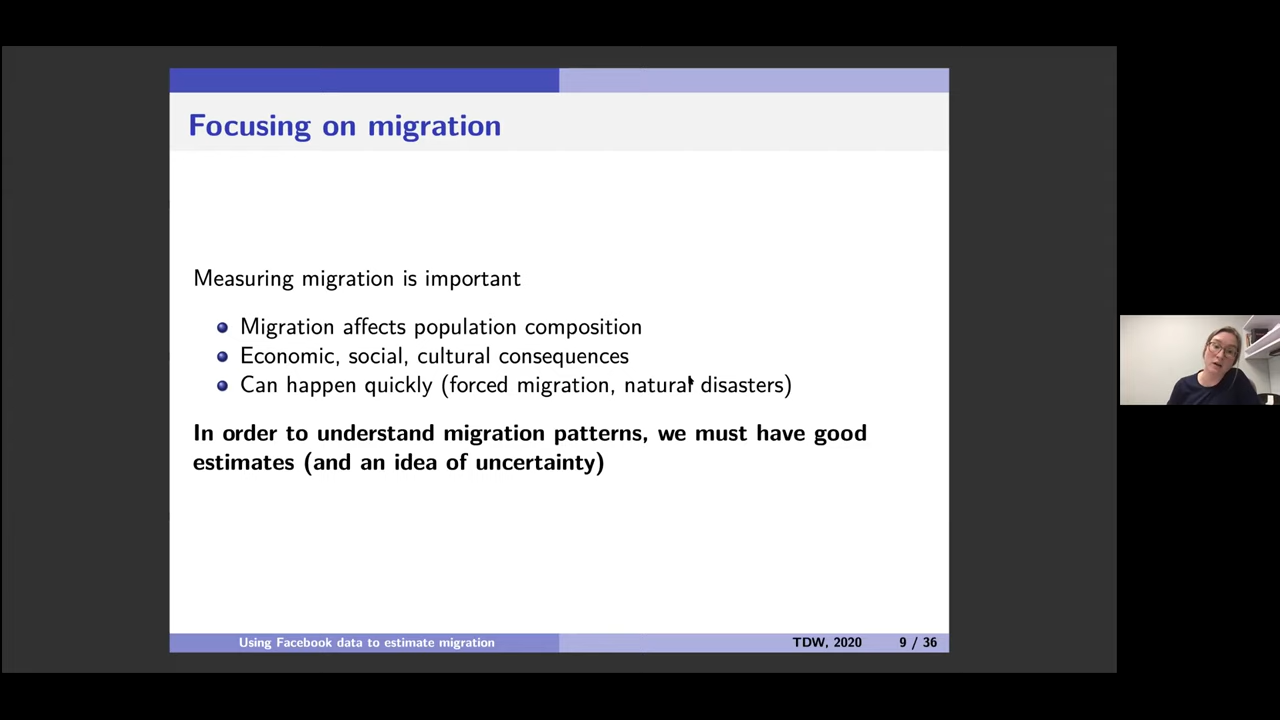 Focusing on migration
Measuring migration is important
Migration affects population composition
Economic, social, cultural consequences
Can happen quickly (forced migration, natural disasters)
In order to understand migration patterns, we must have good
estimates (and an idea of uncertainty)
Using Facebook data to estimate migration
TDW, 2020
9 / 36